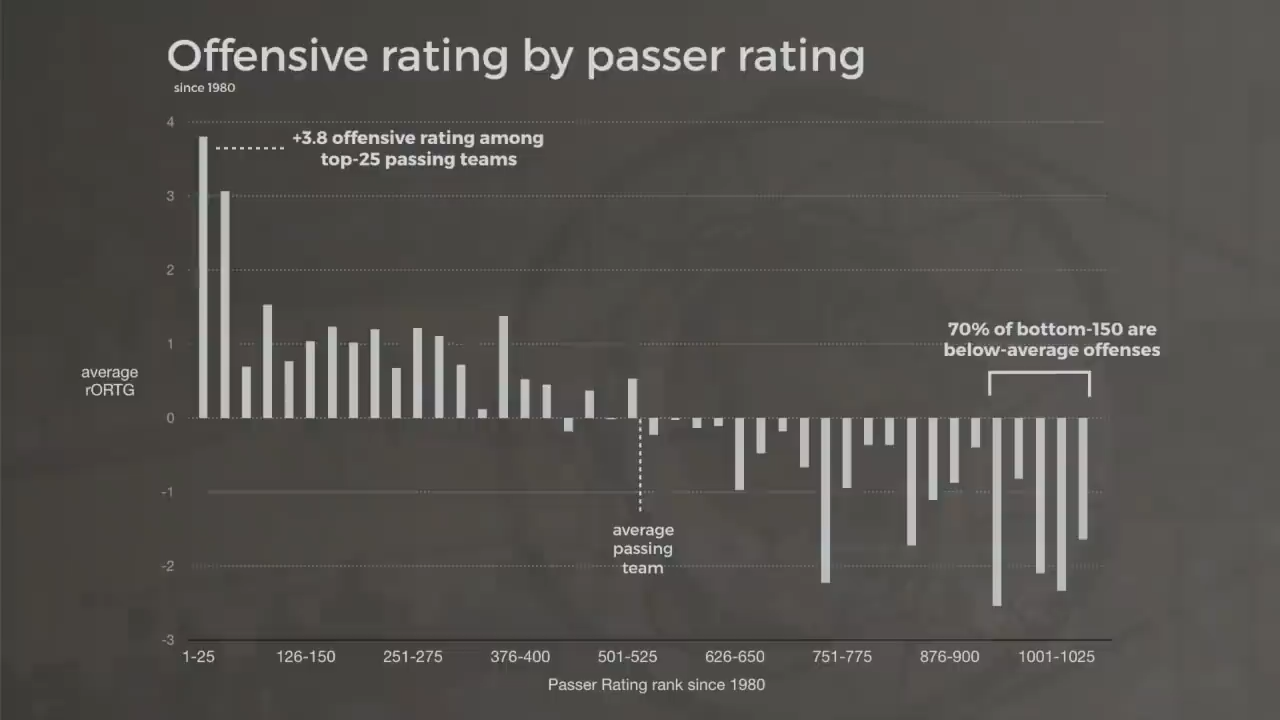 Offensive rating by passer rating
since 1980
4
+3.8 offensive rating among
top-25 passing teams
3
2
70% of bottom-150 are
below-average offenses
1
average
rORTG
0
-1
average
passing
team
-2
-3
1-25 126-150 251-275 376-400 501-525 626-650 751-775 876-900 1001-1025
Passer Rating rank since 1980